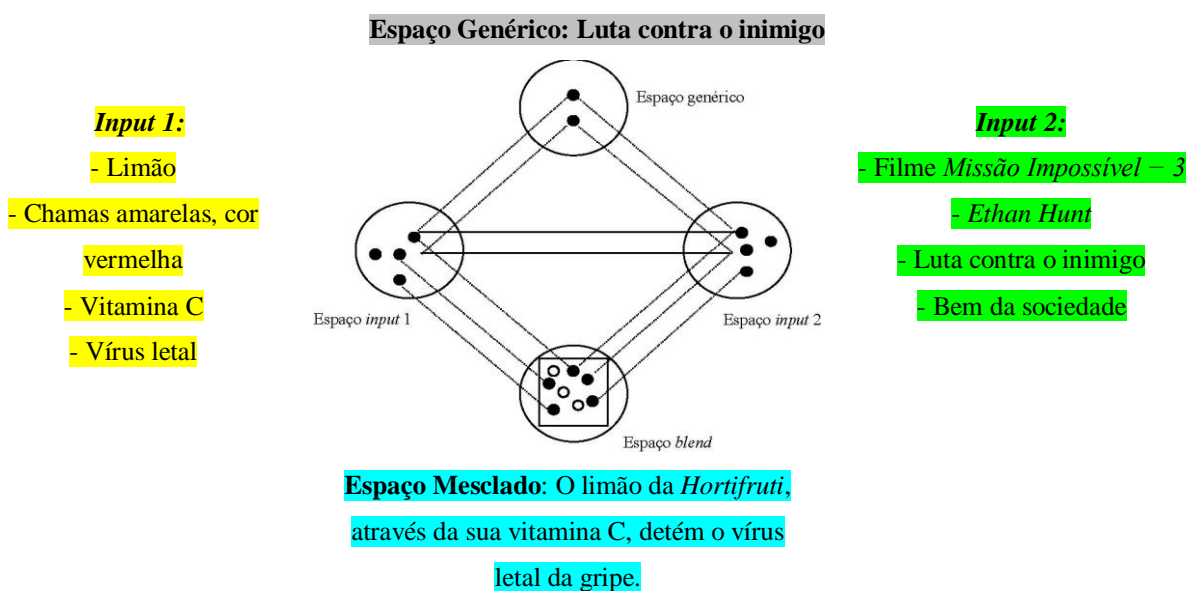 Espaço Genérico: Luta contra o inimigo
Espaço genérico
Input 1:
- Limão
- Chamas amarelas, cor
vermelha
- Vitamina C
- Vírus letal
Input 2:
- Filme Missão Impossível − 3
- Ethan Hunt
- Luta contra o inimigo
- Bem da sociedade
Espaço input 1
Espaço input 2
Espaço blend
Espaço Mesclado: O limão da Hortifruti,
através da sua vitamina C, detém o vírus
letal da gripe.